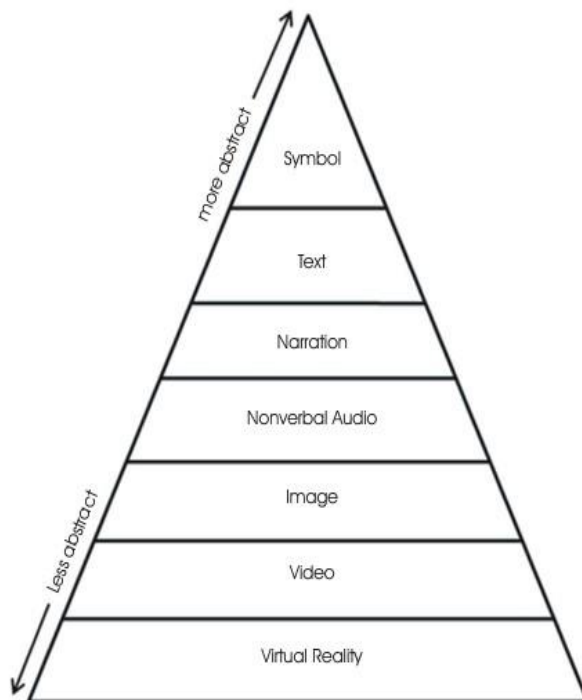 more abstract
Symbol
Text
Narration
Nonverbal Audio
Image
Less abstract
Video
Virtual Reality